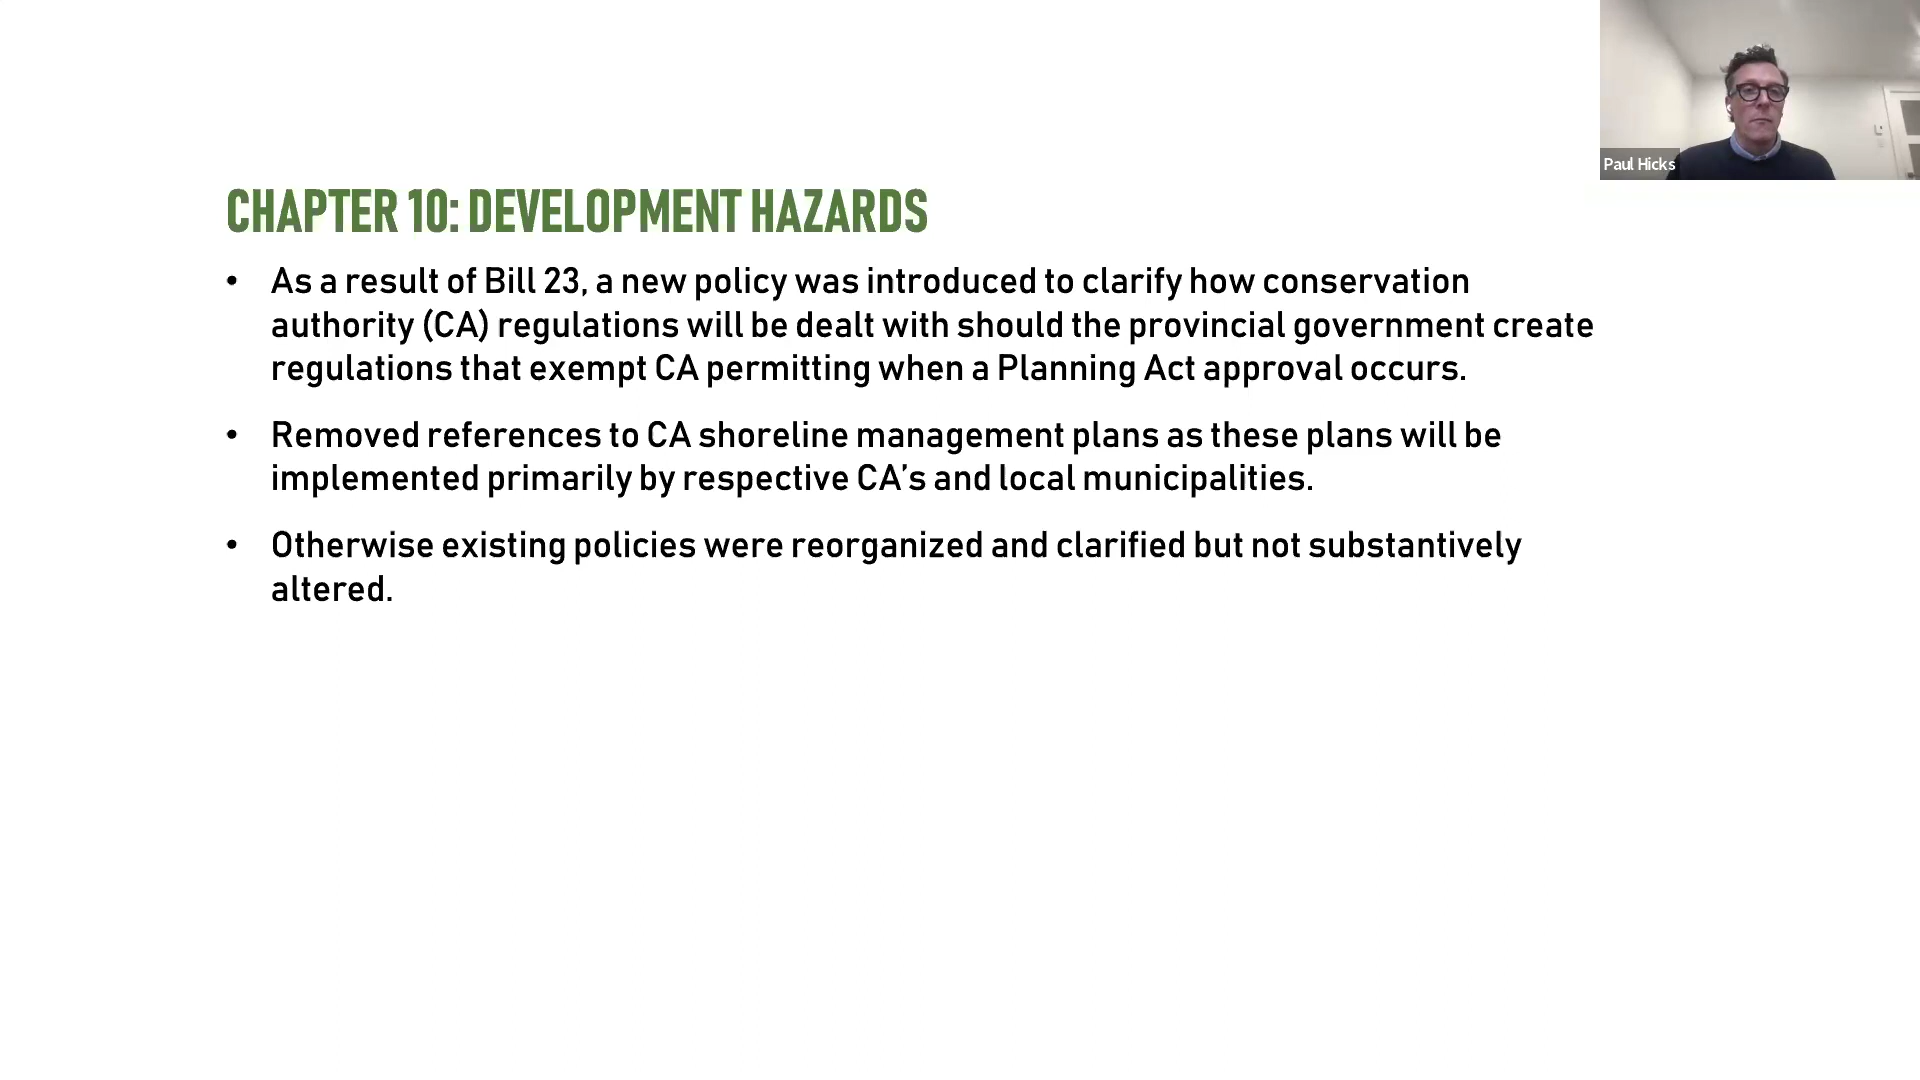 Paul Hicks
CHAPTER 10: DEVELOPMENT HAZARDS
• As a result of Bill 23, a new policy was introduced to clarify how conservation
authority (CA) regulations will be dealt with should the provincial government create
regulations that exempt CA permitting when a Planning Act approval occurs.
• Removed references to CA shoreline management plans as these plans will be
implemented primarily by respective CA’s and local municipalities.
• Otherwise existing policies were reorganized and clarified but not substantively
altered.